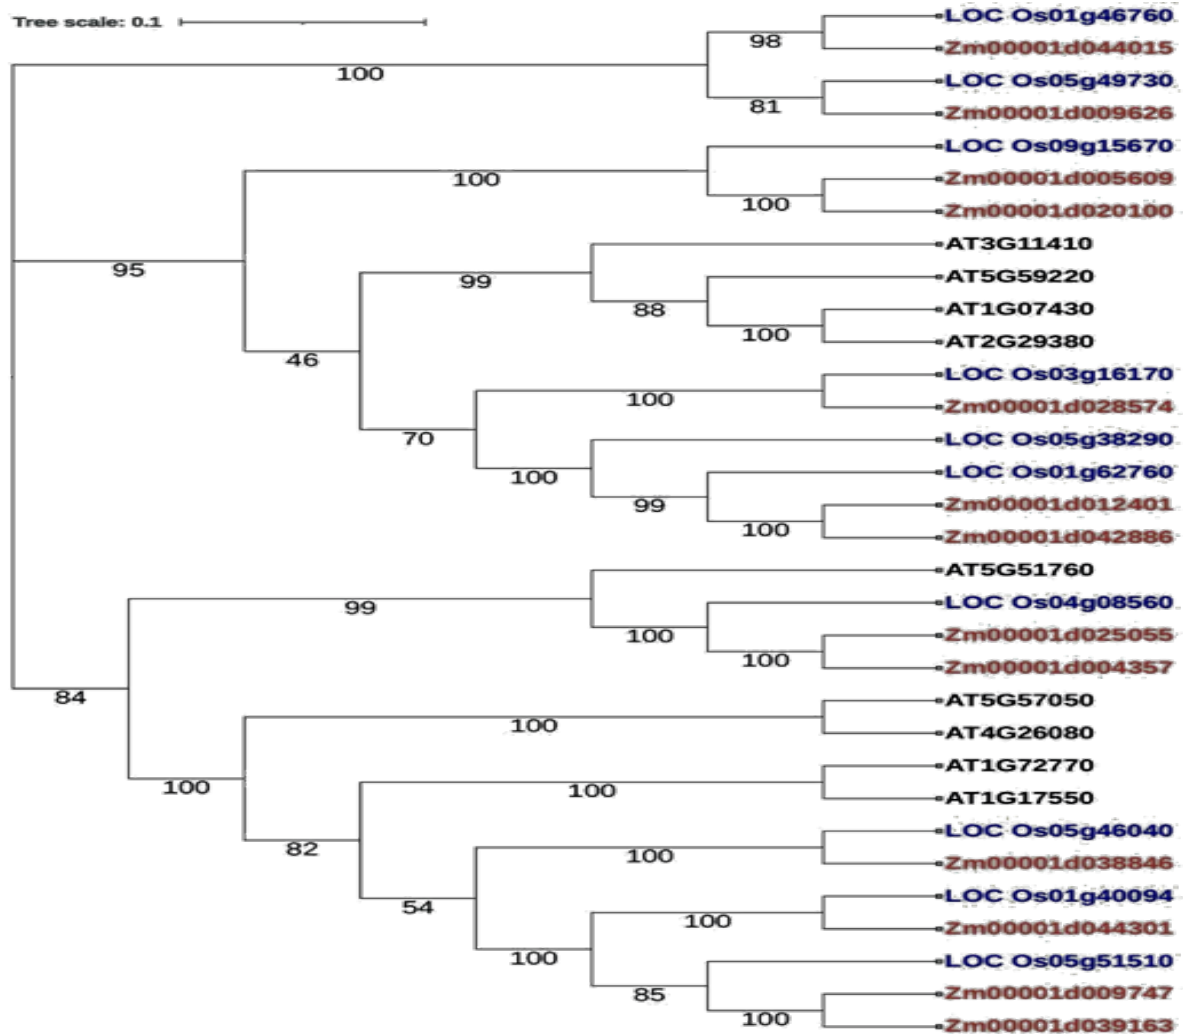 Tree scale: 0.1
LOC Os01g46760
98
Zm00001d044015
100
LOC Os05g49730
81
Zm00001d009626
LOC Os09g15670
100
Zm00001d005609
100
Zm00001d020100
AT3G11410
95
99
AT5G59220
88
AT1G07430
100
AT2G29380
46
LOC Os03g16170
100
Zm00001d028574
70
LOC Os05g38290
100
LOC Os01g62760
99
Zm00001d012401
100
Zm00001d042886
AT5G51760
99
LOC Os04g08560
100
Zm00001d025055
100
Zm00001d004357
84
AT5G57050
100
AT4G26080
AT1G72770
100
100
AT1G17550
LOC Os05g46040
82
100
Zm00001d038846
LOC Os01g40094
54
100
Zm00001d044301
100
LOC Os05g51510
85
Zm00001d009747
100
Zm00001d039163